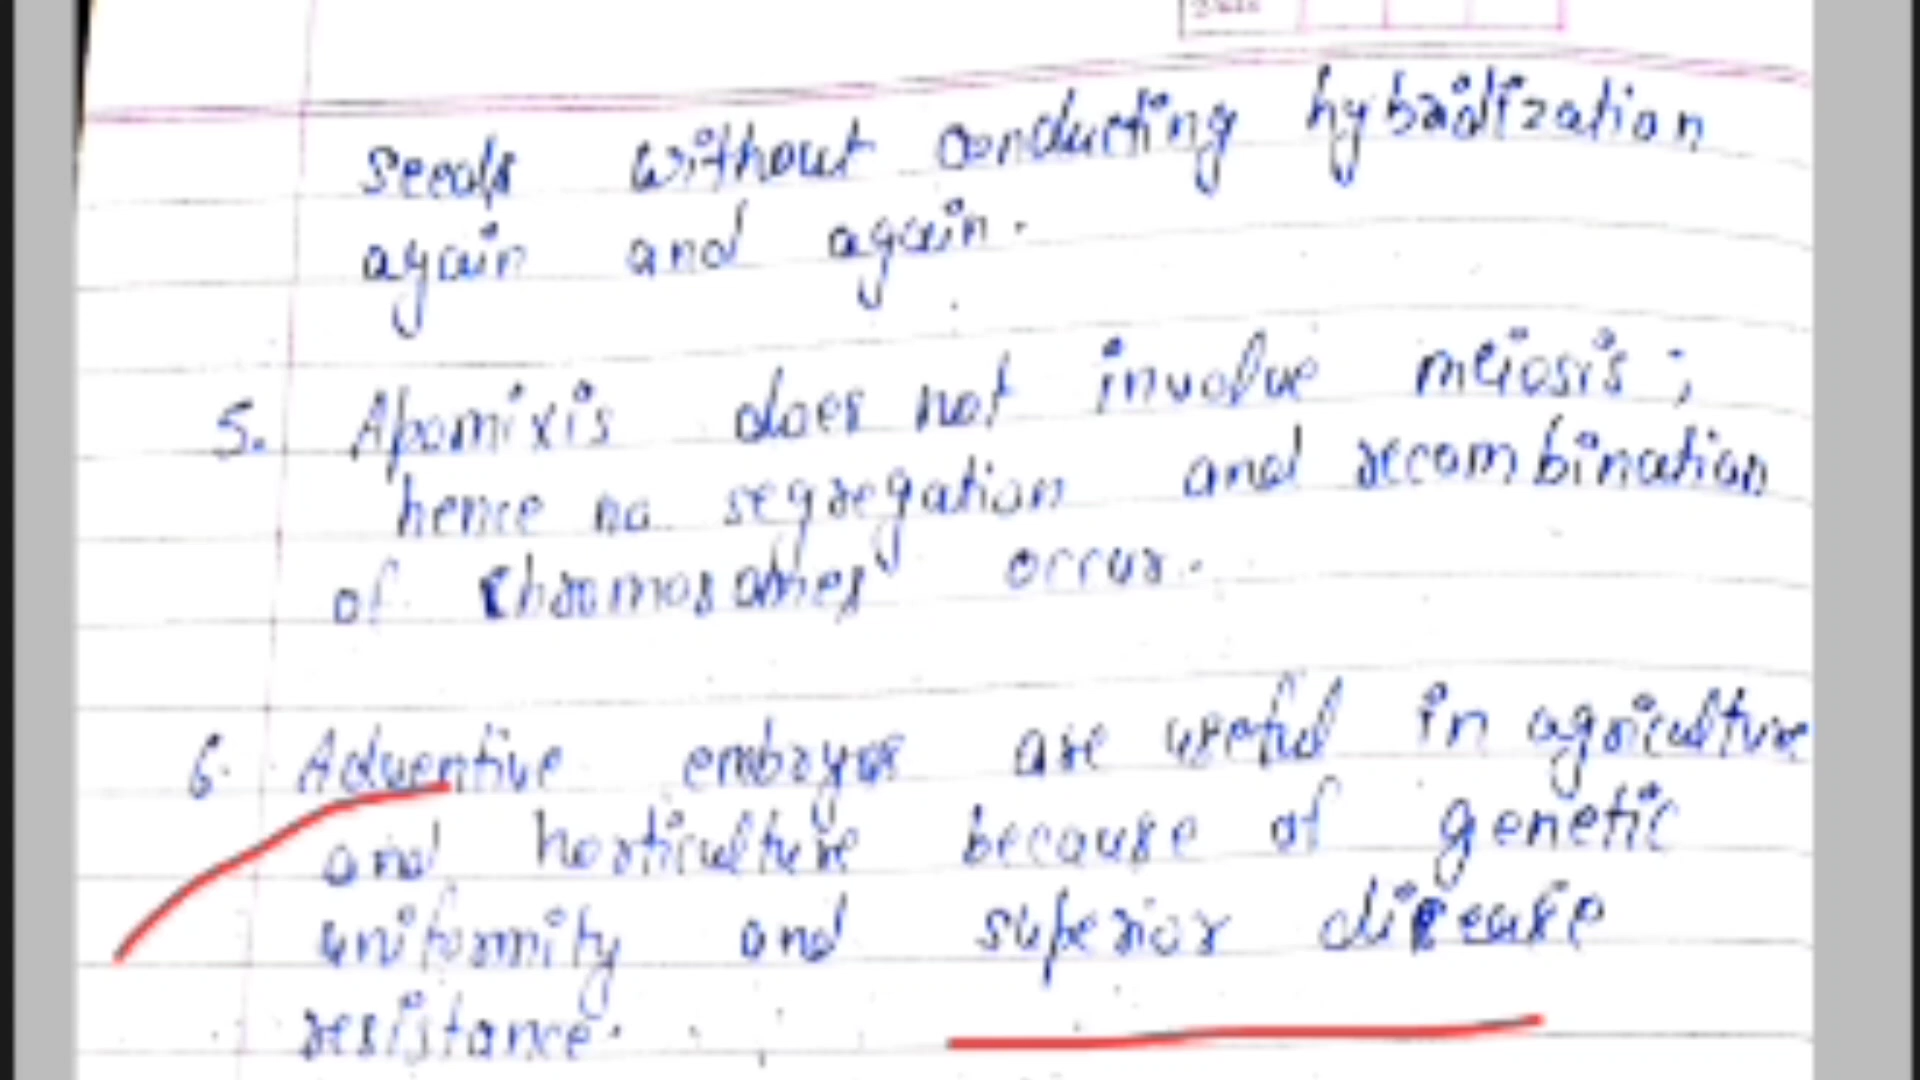 Date
seeds without conducting hybridization
again and again.
5. Apomixis does not involve meiosis;
hence no segregation and recombination
of chromosomes occur.
6. Adventive embryos are useful in agriculture
and horticulture because of genetic
uniformity and superior disease
resistance.